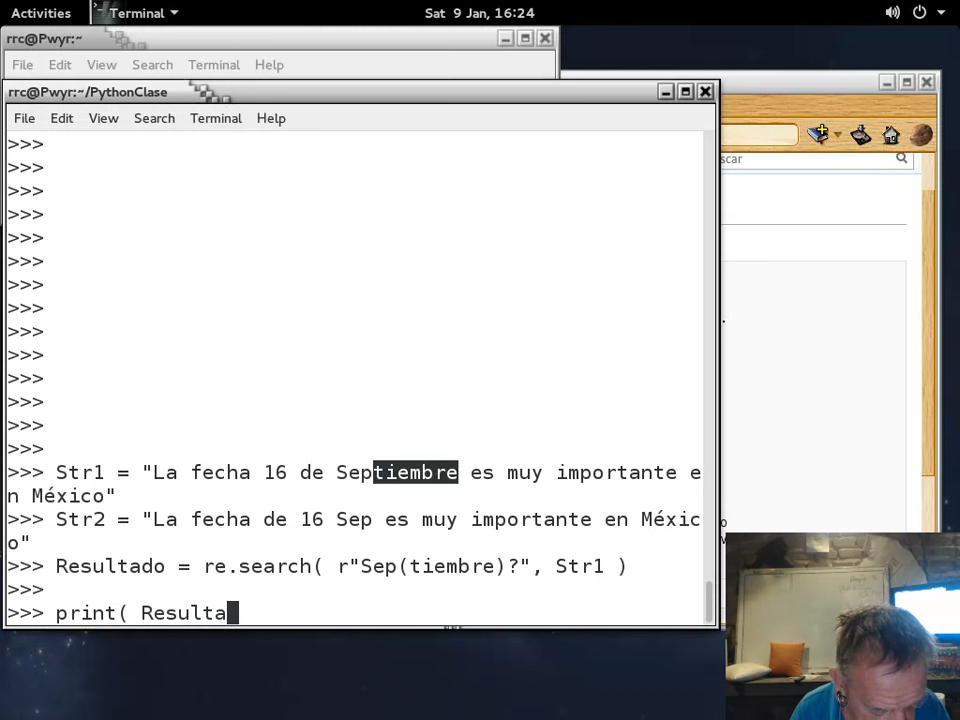 Activities Terminal Sat 9 Jan, 16:24
rrc@Pwyr:~
File Edit View Search Terminal Help
rrc@Pwyr:~/PythonClase
File Edit View Search Terminal Help
scar
>>>
>>>
>>>
>>>
>>>
>>>
>>>
>>>
>>>
>>>
>>>
>>>
>>>
>>>
>>> Str1 = "La fecha 16 de Septiembre es muy importante e
n México"
>>> Str2 = "La fecha de 16 Sep es muy importante en Méxic
o"
>>> Resultado = re.search( r"Sep(tiembre)?", Str1 )
>>>
>>> print( Resulta